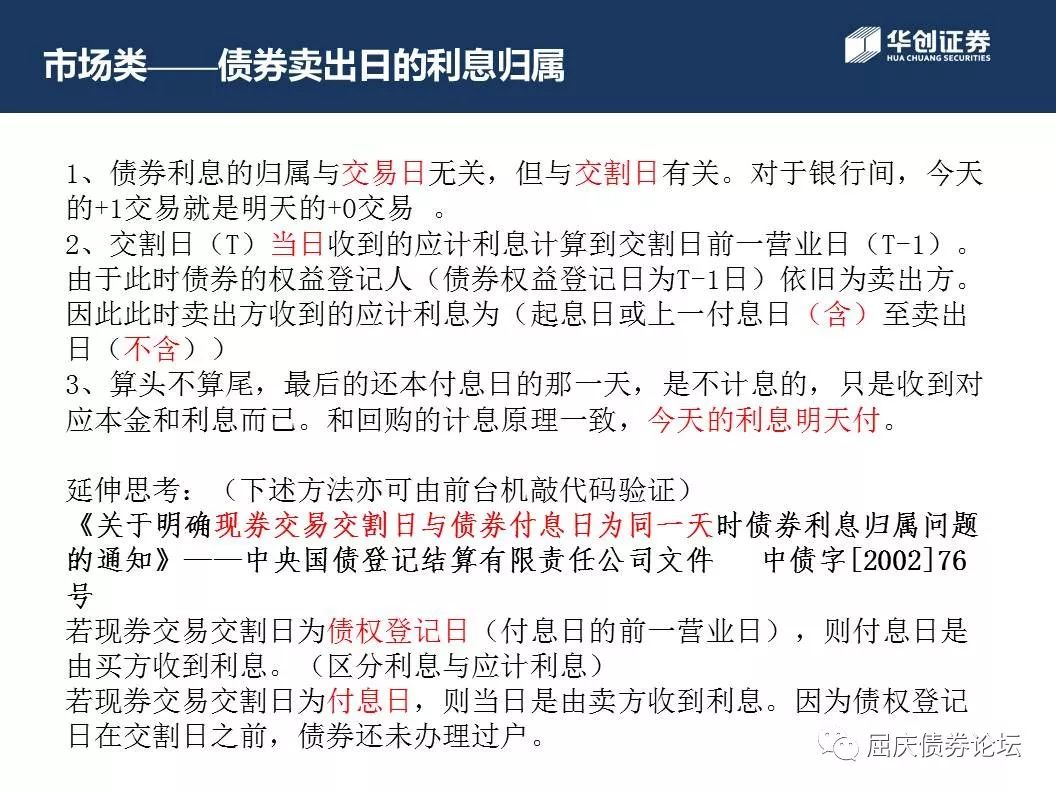 市场类——债券卖出日的利息归属
华创证券
HUA CHUANG SECURITIES
1、债券利息的归属与交易日无关，但与交割日有关。对于银行间，今天
的+1交易就是明天的+0交易 。
2、交割日（T）当日收到的应计利息计算到交割日前一营业日（T-1）。
由于此时债券的权益登记人（债券权益登记日为T-1日）依旧为卖出方。
因此此时卖出方收到的应计利息为（起息日或上一付息日（含）至卖出
日（不含））
3、算头不算尾，最后的还本付息日的那一天，是不计息的，只是收到对
应本金和利息而已。和回购的计息原理一致，今天的利息明天付。
延伸思考：（下述方法亦可由前台机敲代码验证）
《关于明确现券交易交割日与债券付息日为同一天时债券利息归属问题
的通知》——中央国债登记结算有限责任公司文件 中债字[2002]76
号
若现券交易交割日为债权登记日（付息日的前一营业日），则付息日是
由买方收到利息。（区分利息与应计利息）
若现券交易交割日为付息日，则当日是由卖方收到利息。因为债权登记
日在交割日之前，债券还未办理过户。
屈庆债券论坛